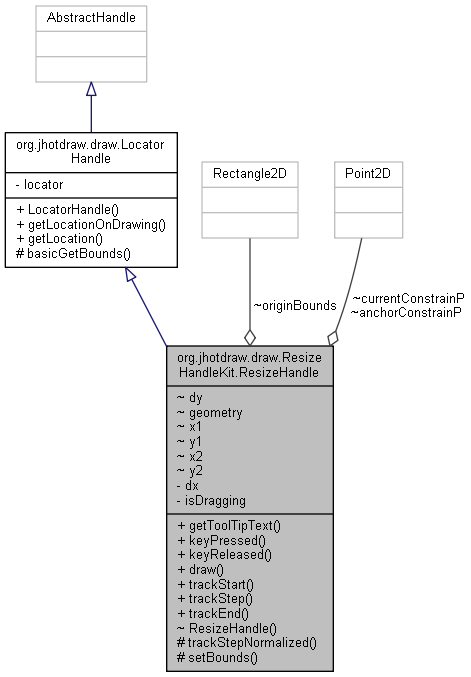 AbstractHandle
org.jhotdraw.draw.Locator
Handle
- locator
+ LocatorHandle()
+ getLocationOnDrawing()
+ getLocation()
# basicGetBounds()
Rectangle2D
Point2D
~originBounds
~currentConstrainP
~anchorConstrainP
org.jhotdraw.draw.Resize
HandleKit.ResizeHandle
~ dy
~ geometry
~ x1
~ y1
~ x2
~ y2
- dx
- isDragging
+ getToolTipText()
+ keyPressed()
+ keyReleased()
+ draw()
+ trackStart()
+ trackStep()
+ trackEnd()
~ ResizeHandle()
# trackStepNormalized()
# setBounds()